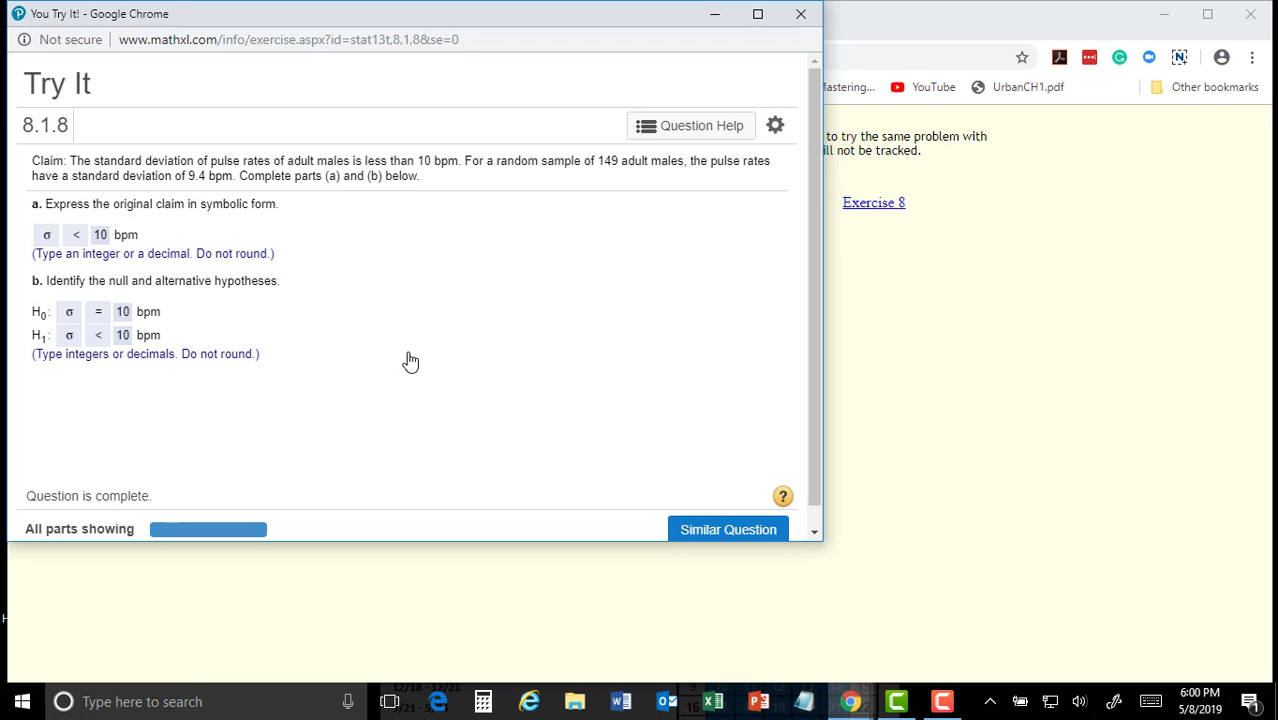 You Try It! - Google Chrome
Not secure | www.mathxl.com/info/exercise.aspx?id=stat13t,8,1,8&se=0
Mastering... YouTube UrbanCH1.pdf Other bookmarks
Try It
8.1.8
Question Help
to try the same problem with
ill not be tracked.
Exercise 8
Claim: The standard deviation of pulse rates of adult males is less than 10 bpm. For a random sample of 149 adult males, the pulse rates
have a standard deviation of 9.4 bpm. Complete parts (a) and (b) below.
a. Express the original claim in symbolic form.
σ < 10 bpm
(Type an integer or a decimal. Do not round.)
b. Identify the null and alternative hypotheses.
H0: σ = 10 bpm
H1: σ < 10 bpm
(Type integers or decimals. Do not round.)
Question is complete.
?
All parts showing
Similar Question
12/18 - 12/21
Type here to search
6:00 PM
5/8/2019